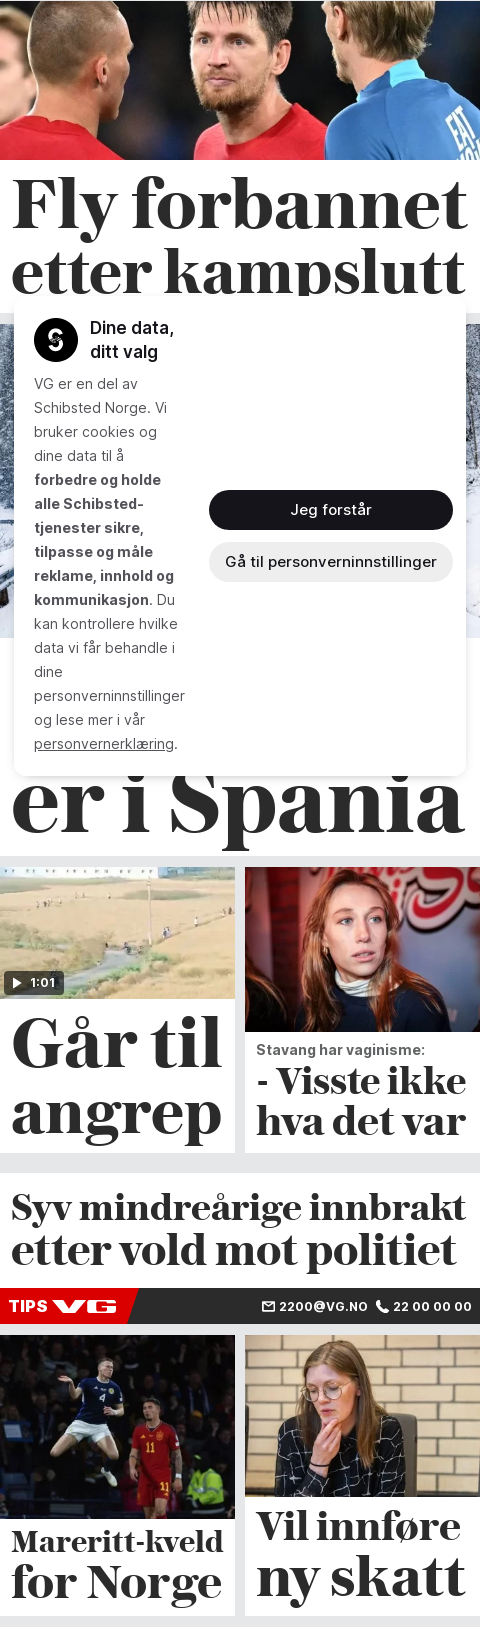 EAT
Fly forbannet
etter kampslutt
Dine data,
ditt valg
VG er en del av
Schibsted Norge. Vi
bruker cookies og
dine data til å
forbedre og holde
alle Schibsted-
tjenester sikre,
tilpasse og måle
reklame, innhold og
kommunikasjon. Du
kan kontrollere hvilke
data vi får behandle i
dine
personverninnstillinger
og lese mer i vår
personvernerklæring.
Jeg forstår
Gå til personverninnstillinger
er i Spania
1:01
Går til
angrep
Stavang har vaginisme:
- Visste ikke
hva det var
Syv mindreårige innbrakt
etter vold mot politiet
TIPS VG
2200@VG.NO 22 00 00 00
4
11
11
Mareritt-kveld
for Norge
Vil innføre
ny skatt